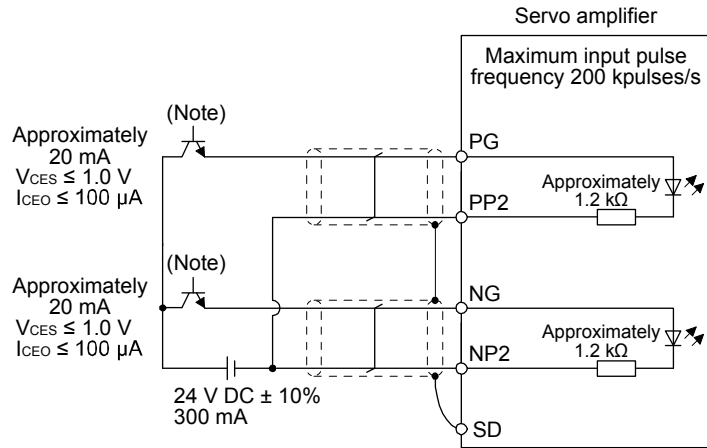 Servo amplifier
Maximum input pulse
frequency 200 kpulses/s
(Note)
Approximately
20 mA
VCES ≤ 1.0 V
ICEO ≤ 100 µA
PG
Approximately
1.2 kΩ
PP2
(Note)
Approximately
20 mA
VCES ≤ 1.0 V
ICEO ≤ 100 µA
NG
Approximately
1.2 kΩ
NP2
24 V DC ± 10%
300 mA
SD